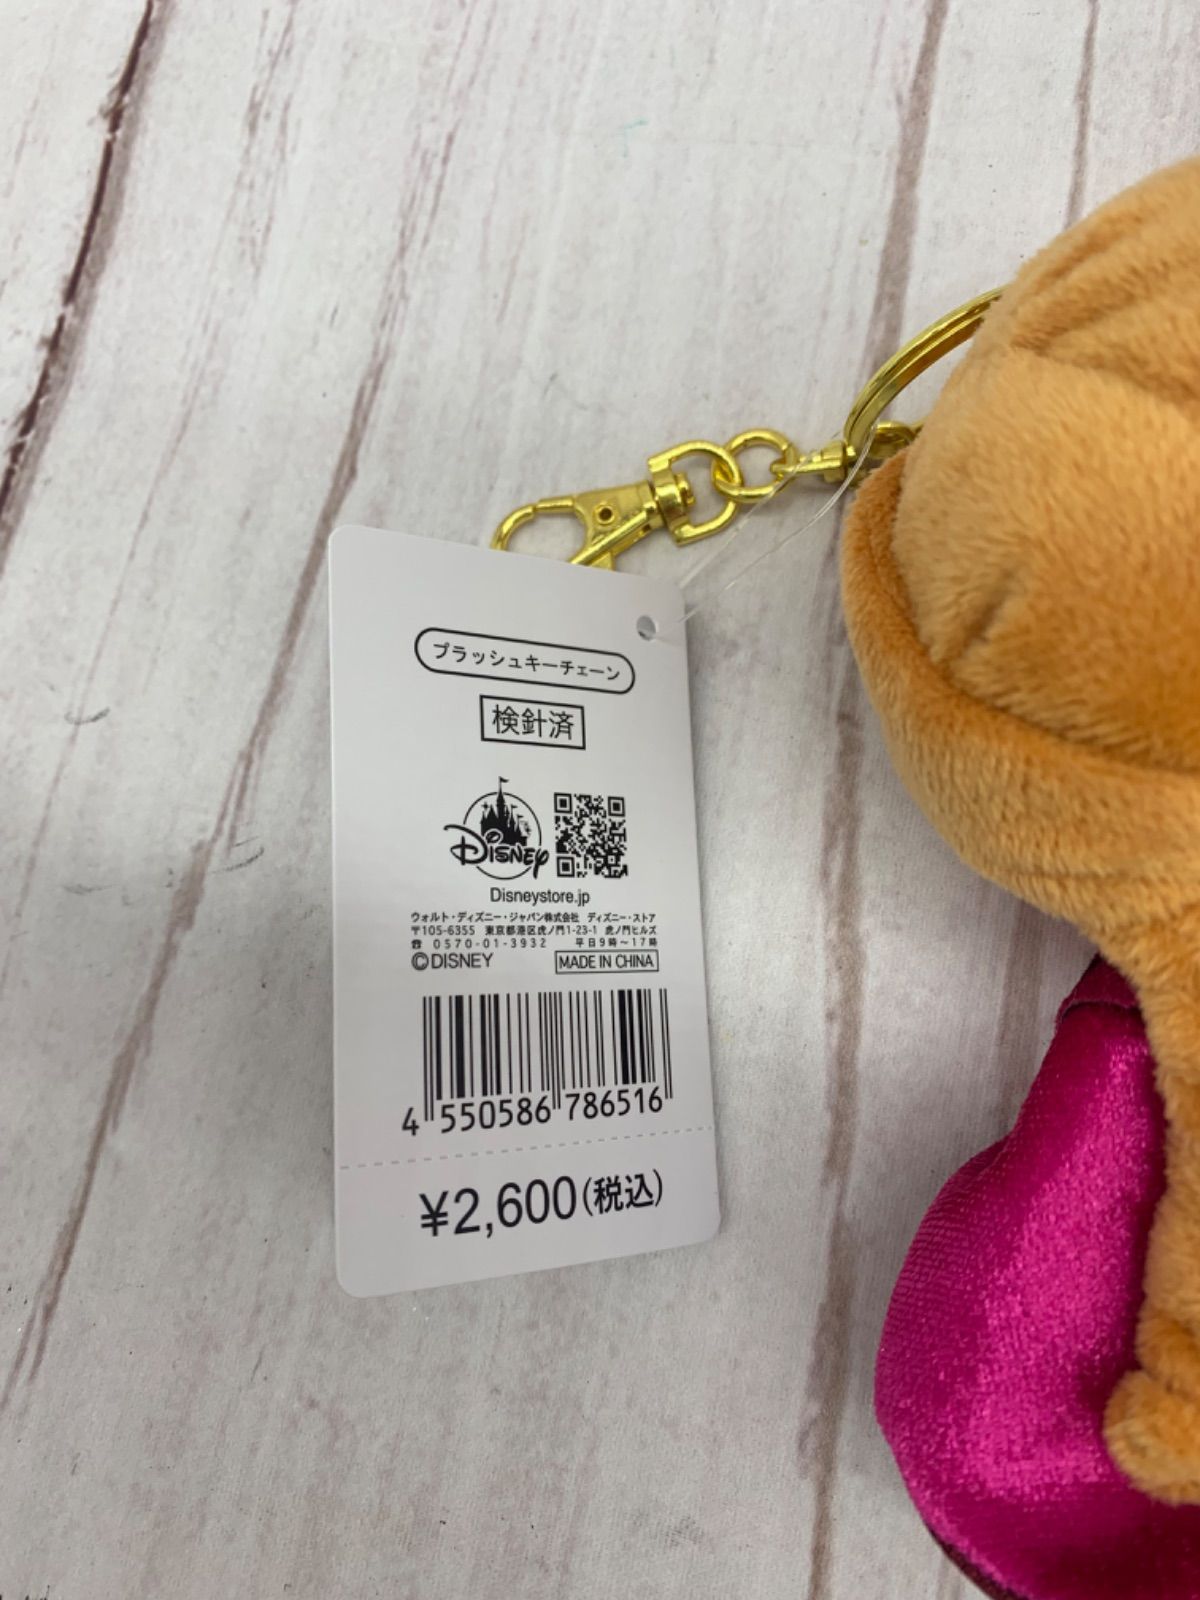 プラッシュキーチェーン
検針済
Disney
Disneystore.jp
ウォルト・ディズニー・ジャパン株式会社 ディズニー・ストア
〒105-6355 東京都港区虎ノ門1-23-1 虎ノ門ヒルズ
☎ 0570-01-3932 平日9時～17時
©DISNEY MADE IN CHINA
4 550586 786516
¥2,600(税込)